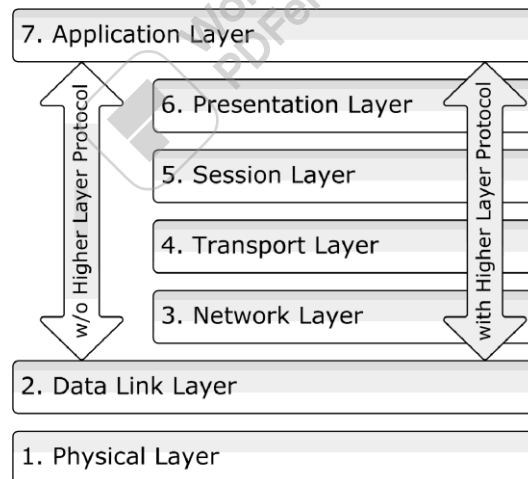 7. Application Layer
6. Presentation Layer
5. Session Layer
4. Transport Layer
3. Network Layer
2. Data Link Layer
1. Physical Layer
w/o Higher Layer Protocol
with Higher Layer Protocol